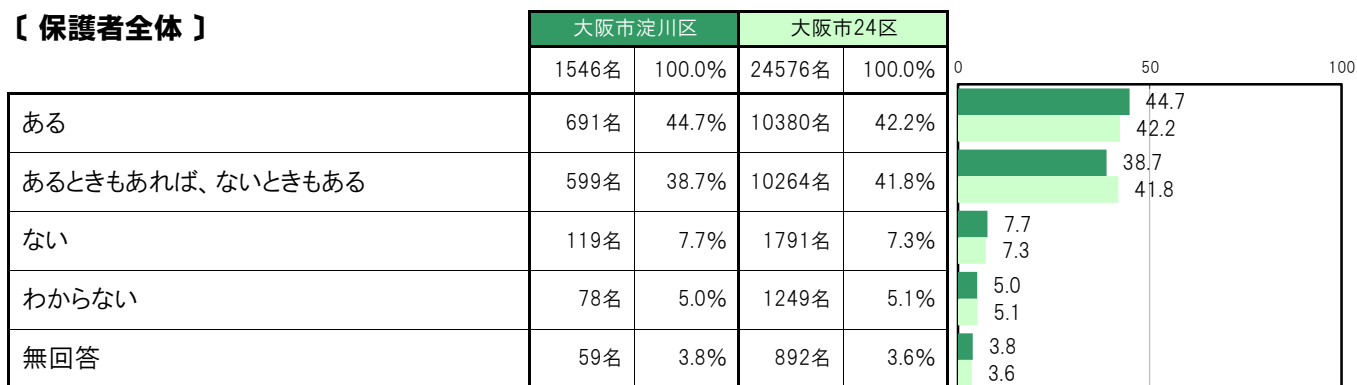 〔 保護者全体 〕
大阪市淀川区 大阪市24区
1546名 100.0% 24576名 100.0% 0 50 100
ある 691名 44.7% 10380名 42.2% 44.7
42.2
あるときもあれば、ないときもある 599名 38.7% 10264名 41.8% 38.7
41.8
ない 119名 7.7% 1791名 7.3% 7.7
7.3
わからない 78名 5.0% 1249名 5.1% 5.0
5.1
無回答 59名 3.8% 892名 3.6% 3.8
3.6